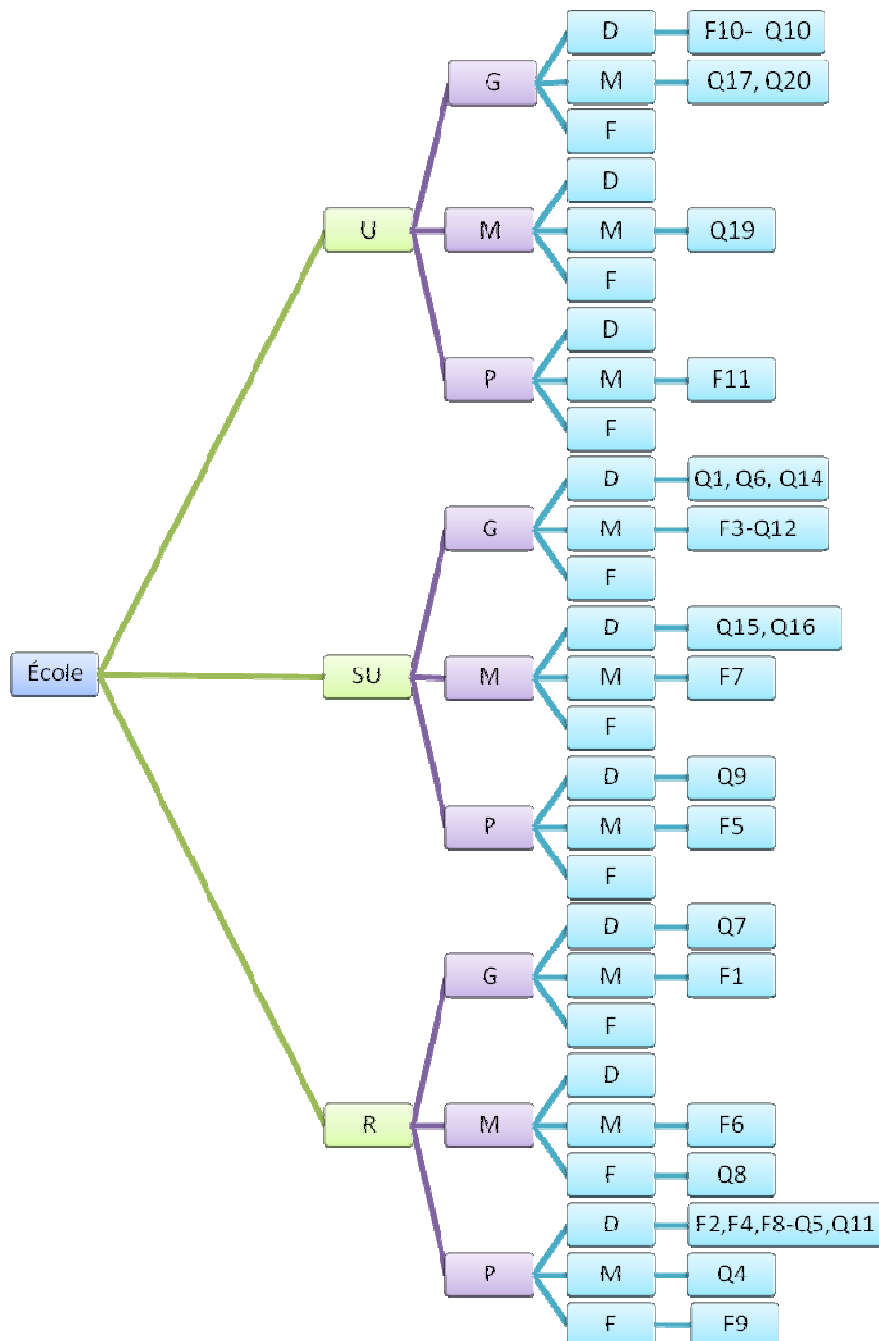 D F10- Q10
G M Q17, Q20
F
D
U M M Q19
F
D
P M F11
F
D Q1, Q6, Q14
G M F3-Q12
F
D Q15, Q16
École SU M M F7
F
D Q9
P M F5
F
D Q7
G M F1
F
D
R M M F6
F Q8
D F2,F4,F8-Q5,Q11
P M Q4
F F9